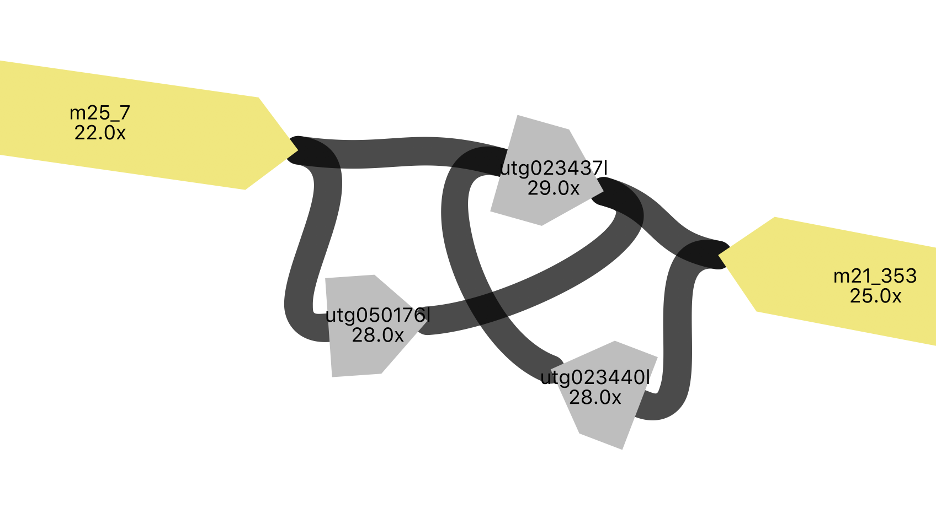 m25_7
22.0x
utg023437l
29.0x
m21_353
25.0x
utg050176l
28.0x
utg023440l
28.0x